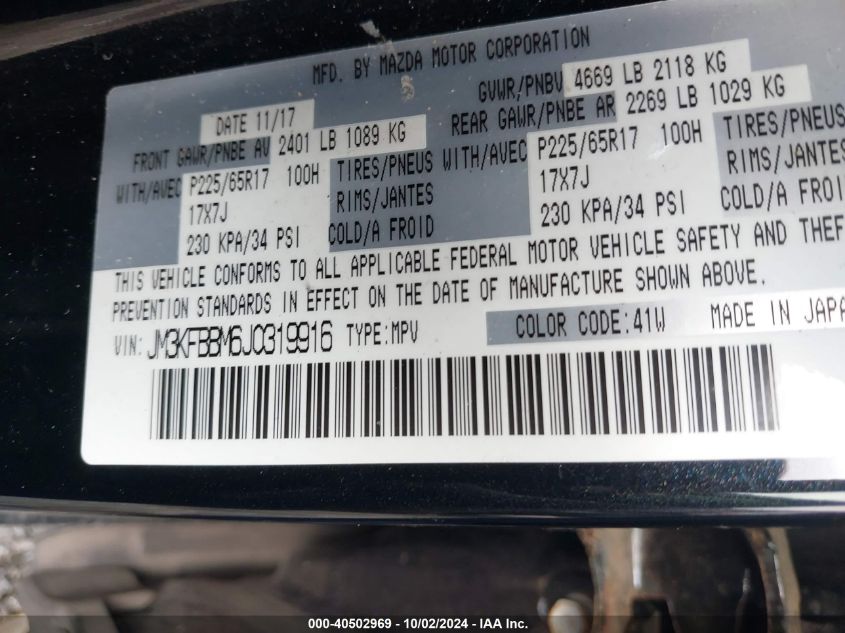 MFD. BY MAZDA MOTOR CORPORATION
DATE 11/17 GVWR/PNBV 4669 LB 2118 KG
FRONT GAWR/PNBE AV 2401 LB 1089 KG REAR GAWR/PNBE AR 2269 LB 1029 KG
WITH/AVEC P225/65R17 100H TIRES/PNEUS WITH/AVEC P225/65R17 100H TIRES/PNEUS
17X7J RIMS/JANTES 17X7J RIMS/JANTES
230 KPA/34 PSI COLD/A FROID 230 KPA/34 PSI COLD/A FROID
THIS VEHICLE CONFORMS TO ALL APPLICABLE FEDERAL MOTOR VEHICLE SAFETY AND THEF
PREVENTION STANDARDS IN EFFECT ON THE DATE OF MANUFACTURE SHOWN ABOVE.
VIN: JM3KFBBM6J0319916 TYPE:MPV COLOR CODE:41W MADE IN JAPA
000-40502969 - 10/02/2024 - IAA Inc.